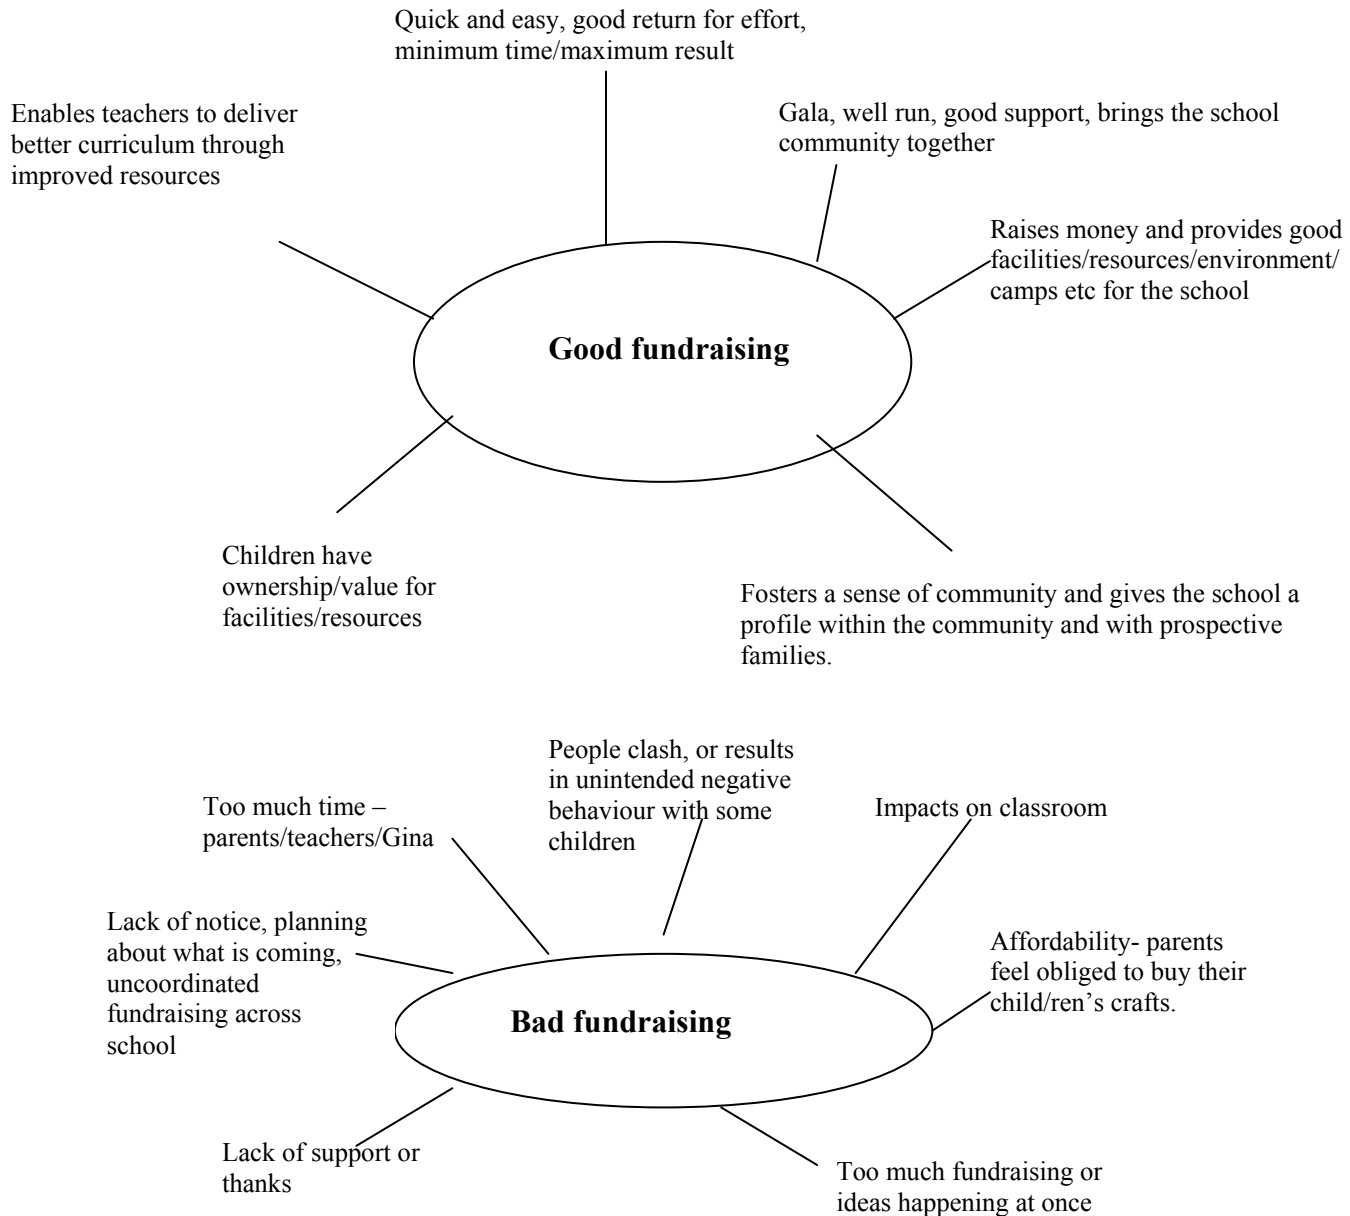 Quick and easy, good return for effort,
minimum time/maximum result
Enables teachers to deliver
better curriculum through
improved resources
Gala, well run, good support, brings the school
community together
Raises money and provides good
facilities/resources/environment/
camps etc for the school
Good fundraising
Children have
ownership/value for
facilities/resources
Fosters a sense of community and gives the school a
profile within the community and with prospective
families.
People clash, or results
in unintended negative
behaviour with some
children
Too much time –
parents/teachers/Gina
Impacts on classroom
Lack of notice, planning
about what is coming,
uncoordinated
fundraising across
school
Affordability- parents
feel obliged to buy their
child/ren’s crafts.
Bad fundraising
Lack of support or
thanks
Too much fundraising or
ideas happening at once